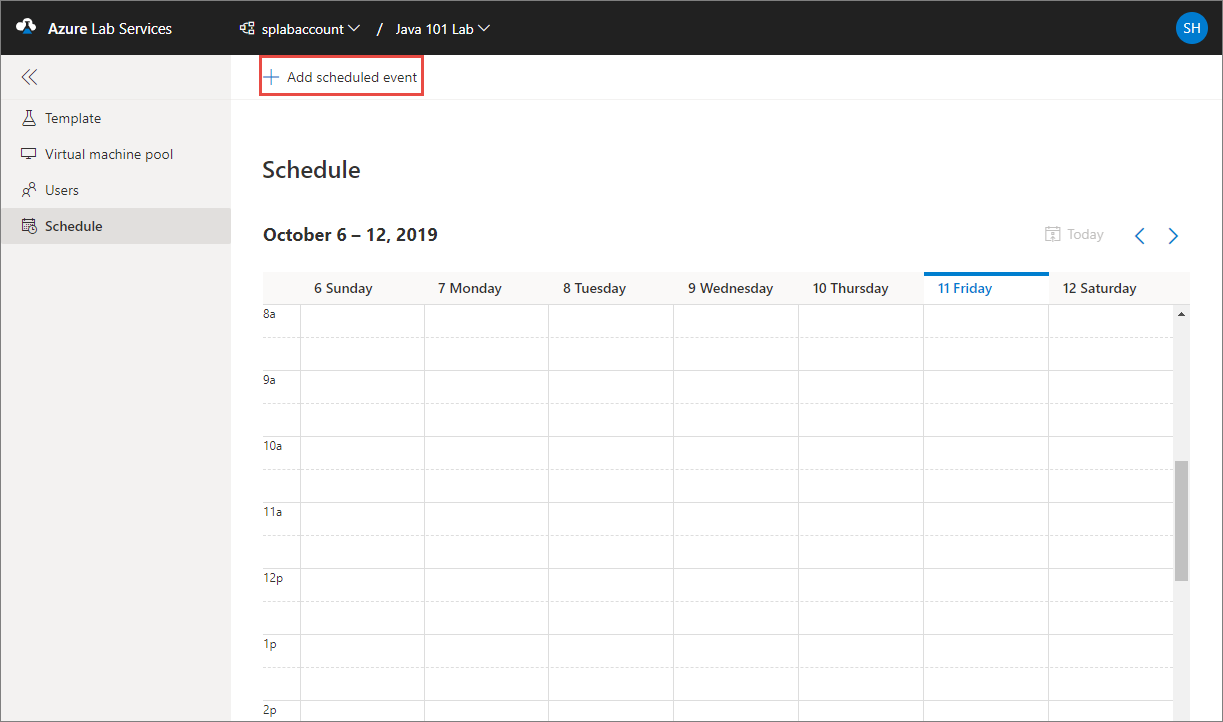 Azure Lab Services splabaccount / Java 101 Lab SH
Add scheduled event
Template
Virtual machine pool
Users
Schedule
Schedule
October 6 – 12, 2019 Today
6 Sunday 7 Monday 8 Tuesday 9 Wednesday 10 Thursday 11 Friday 12 Saturday
8a
9a
10a
11a
12p
1p
2p